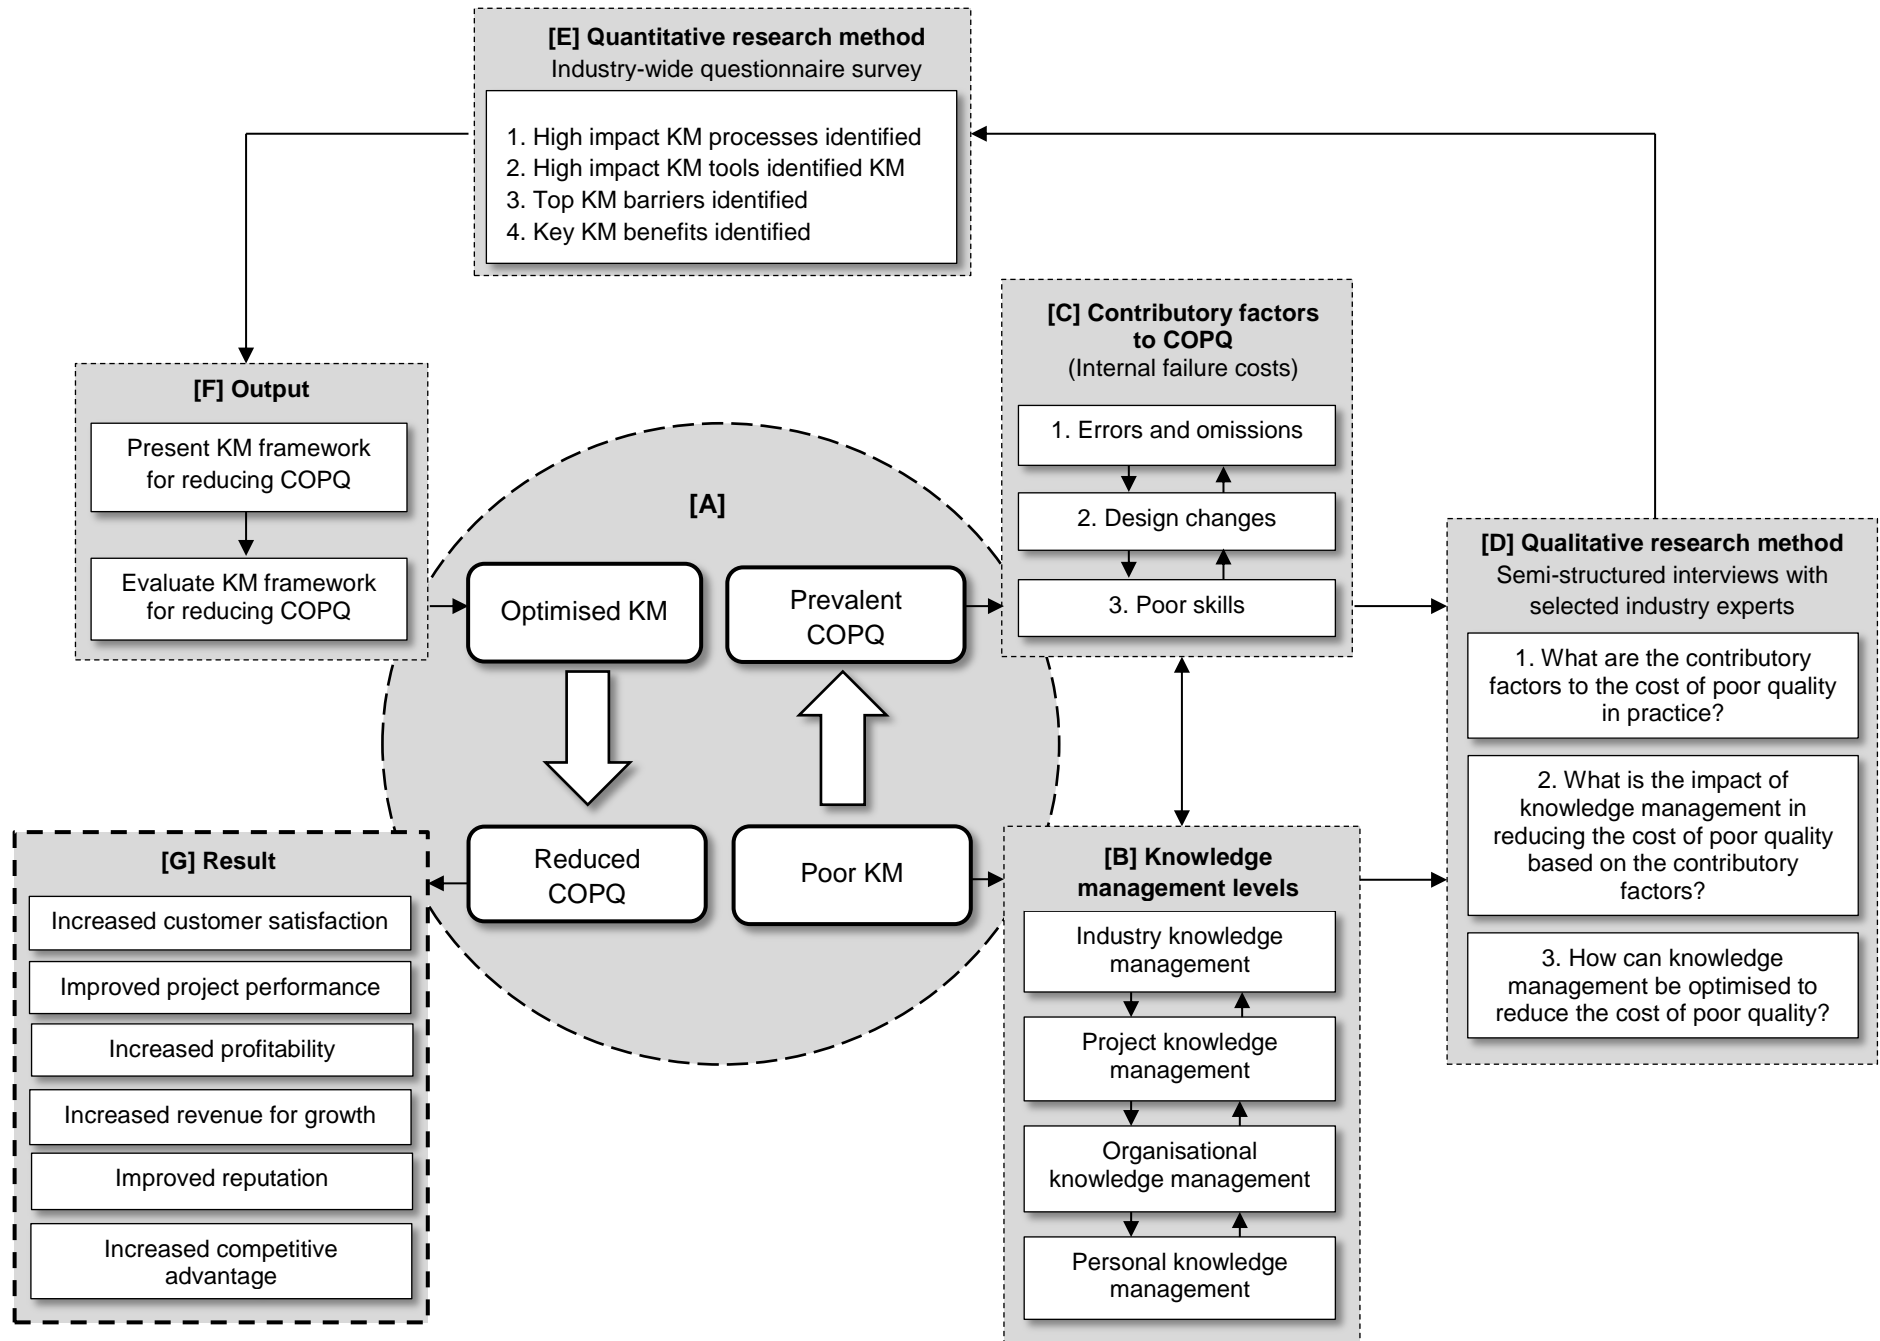 [E] Quantitative research method
Industry-wide questionnaire survey
1. High impact KM processes identified
2. High impact KM tools identified KM
3. Top KM barriers identified
4. Key KM benefits identified
[F] Output
Present KM framework
for reducing COPQ
Evaluate KM framework
for reducing COPQ
[A]
Optimised KM
Prevalent
COPQ
Reduced
COPQ
Poor KM
[C] Contributory factors
to COPQ
(Internal failure costs)
1. Errors and omissions
2. Design changes
3. Poor skills
[D] Qualitative research method
Semi-structured interviews with
selected industry experts
1. What are the contributory
factors to the cost of poor quality
in practice?
2. What is the impact of
knowledge management in
reducing the cost of poor quality
based on the contributory
factors?
3. How can knowledge
management be optimised to
reduce the cost of poor quality?
[G] Result
Increased customer satisfaction
Improved project performance
Increased profitability
Increased revenue for growth
Improved reputation
Increased competitive
advantage
[B] Knowledge
management levels
Industry knowledge
management
Project knowledge
management
Organisational
knowledge management
Personal knowledge
management